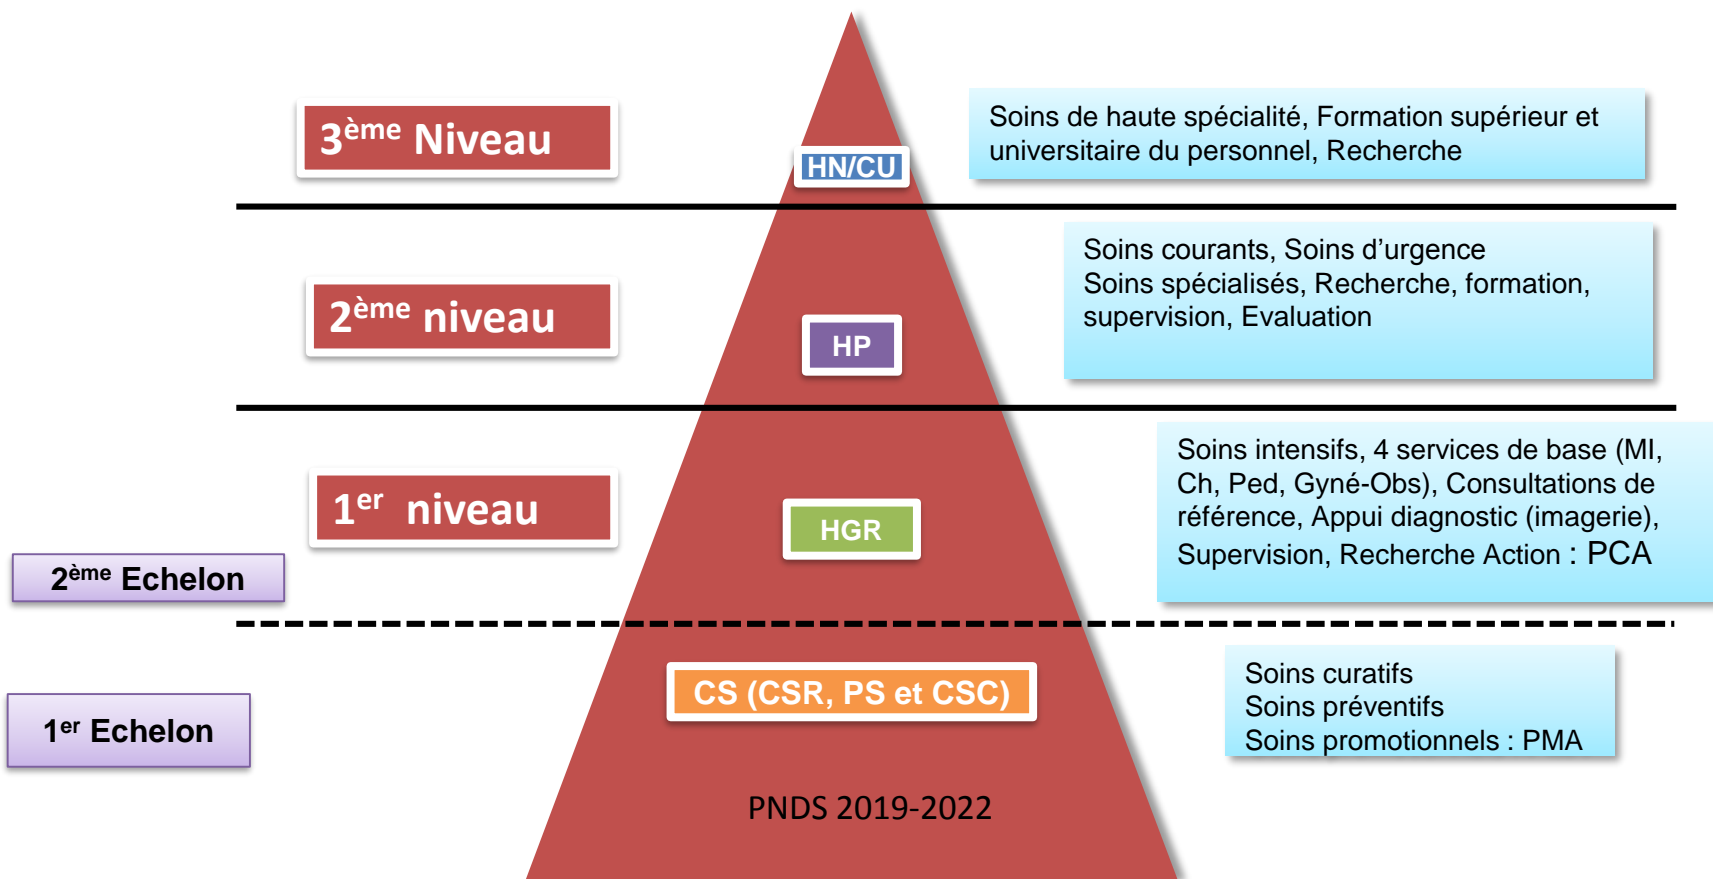 3ème Niveau
HN/CU
Soins de haute spécialité, Formation supérieur et
universitaire du personnel, Recherche
2ème niveau
HP
Soins courants, Soins d’urgence
Soins spécialisés, Recherche, formation,
supervision, Evaluation
1er niveau
HGR
Soins intensifs, 4 services de base (MI,
Ch, Ped, Gyné-Obs), Consultations de
référence, Appui diagnostic (imagerie),
Supervision, Recherche Action : PCA
2ème Echelon
CS (CSR, PS et CSC)
Soins curatifs
Soins préventifs
Soins promotionnels : PMA
1er Echelon
PNDS 2019-2022